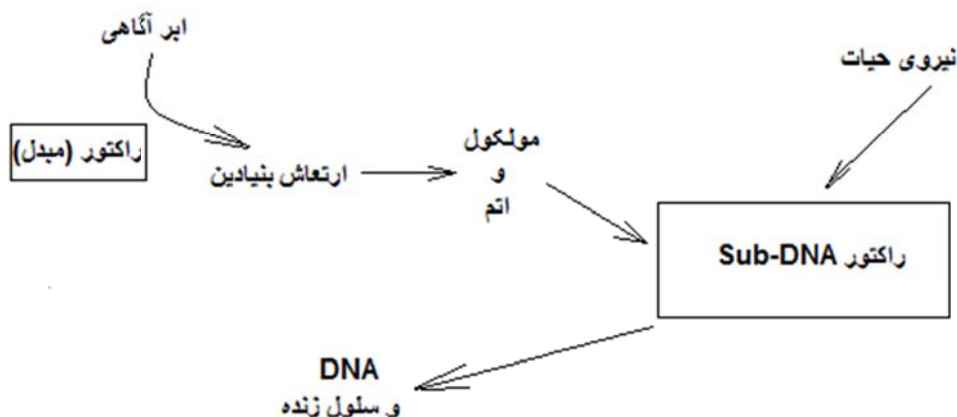 ابر آگاهی
نیروی حیات
راکتور (مبدل)
ارتعاش بنیادین
مولکول
و
اتم
راکتور Sub-DNA
DNA
و سلول زنده